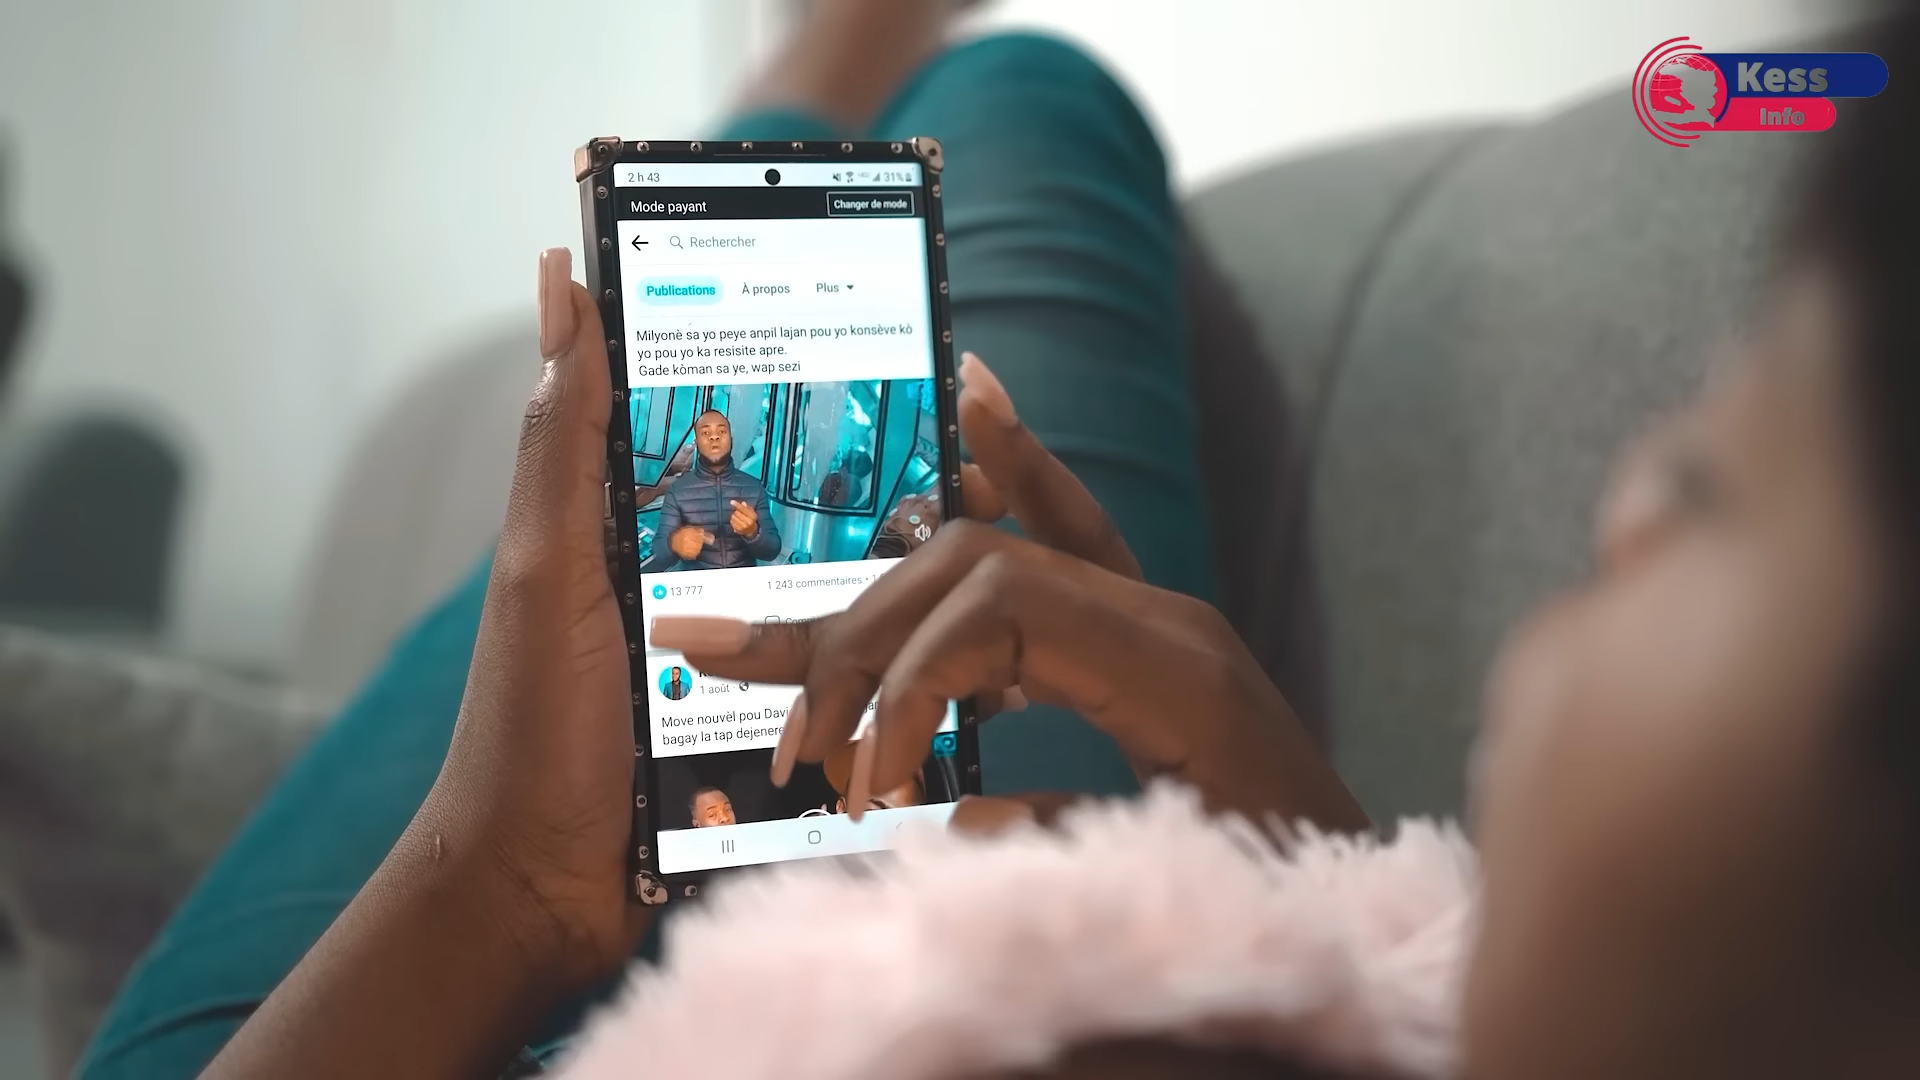 Kess
Info
2 h 43
31%
Mode payant
Changer de mode
Rechercher
Publications
À propos
Plus
Milyonè sa yo peye anpil lajan pou yo konsève kò
yo pou yo ka resisite apre.
Gade kòman sa ye, wap sezi
13 777
1 243 commentaires
1 août
Move nouvèl pou Davi
bagay la tap dejenere